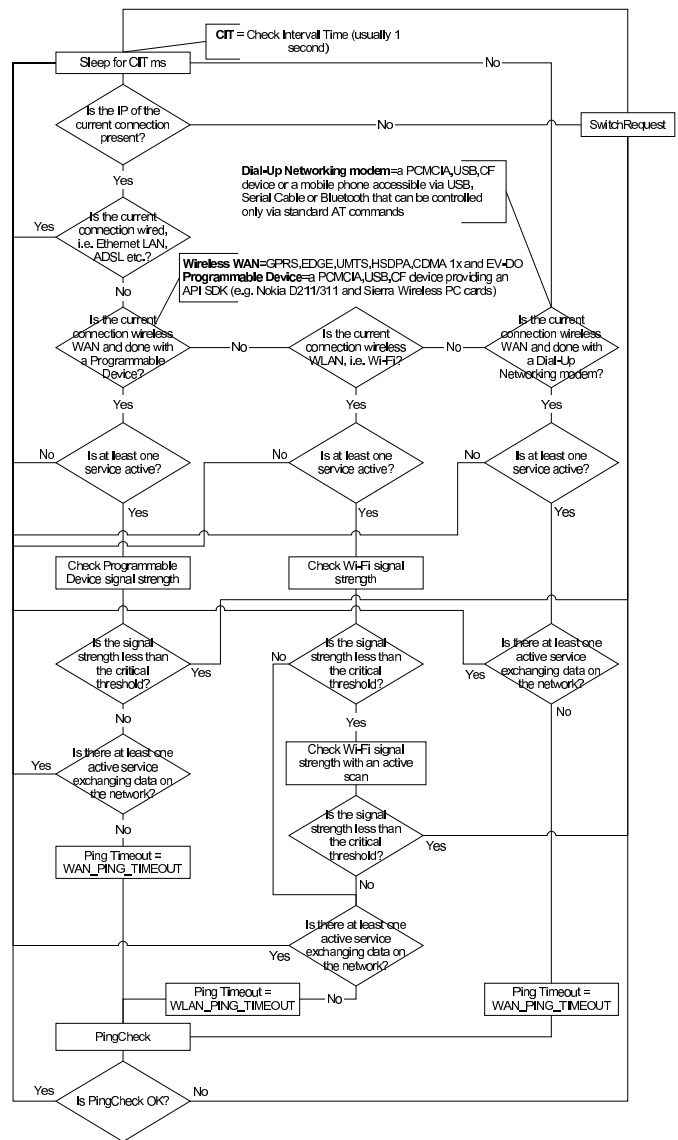 CIT = Check Interval Time (usually 1
second)
Sleep for CIT ms
No
Is the IP of the
current connection
present?
No
SwitchRequest
Yes
Dial-Up Networking modem=a PCMCIA,USB,CF
device or a mobile phone accessible via USB,
Serial Cable or Bluetooth that can be controlled
only via standard AT commands
Yes
Is the current
connection wired,
i.e. Ethernet LAN,
ADSL etc.?
No
Wireless WAN=GPRS,EDGE,UMTS,HSDPA,CDMA 1x and EV-DO
Programmable Device=a PCMCIA,USB,CF device providing an
API SDK (e.g. Nokia D211/311 and Sierra Wireless PC cards)
Is the current
connection wireless
WAN and done with
a Programmable
Device?
No
Is the current
connection wireless
WLAN, i.e. Wi-Fi?
No
Is the current
connection wireless
WAN and done with
a Dial-Up
Networking modem?
Yes
Yes
Yes
No
Is at least one
service active?
No
Is at least one
service active?
No
Is at least one
service active?
Yes
Yes
Yes
Check Programmable
Device signal strength
Check Wi-Fi signal
strength
Is the signal
strength less than
the critical
threshold?
Yes
No
Is the signal
strength less than
the critical
threshold?
Yes
Is there at least one
active service
exchanging data on
the network?
No
No
Yes
Yes
Is there at least one
active service
exchanging data on
the network?
Check Wi-Fi signal
strength with an active
scan
No
Is the signal
strength less than
the critical
threshold?
Yes
Ping Timeout =
WAN_PING_TIMEOUT
No
Is there at least one
active service
exchanging data on
the network?
Yes
No
Ping Timeout =
WLAN_PING_TIMEOUT
Ping Timeout =
WAN_PING_TIMEOUT
PingCheck
Yes
Is PingCheck OK?
No